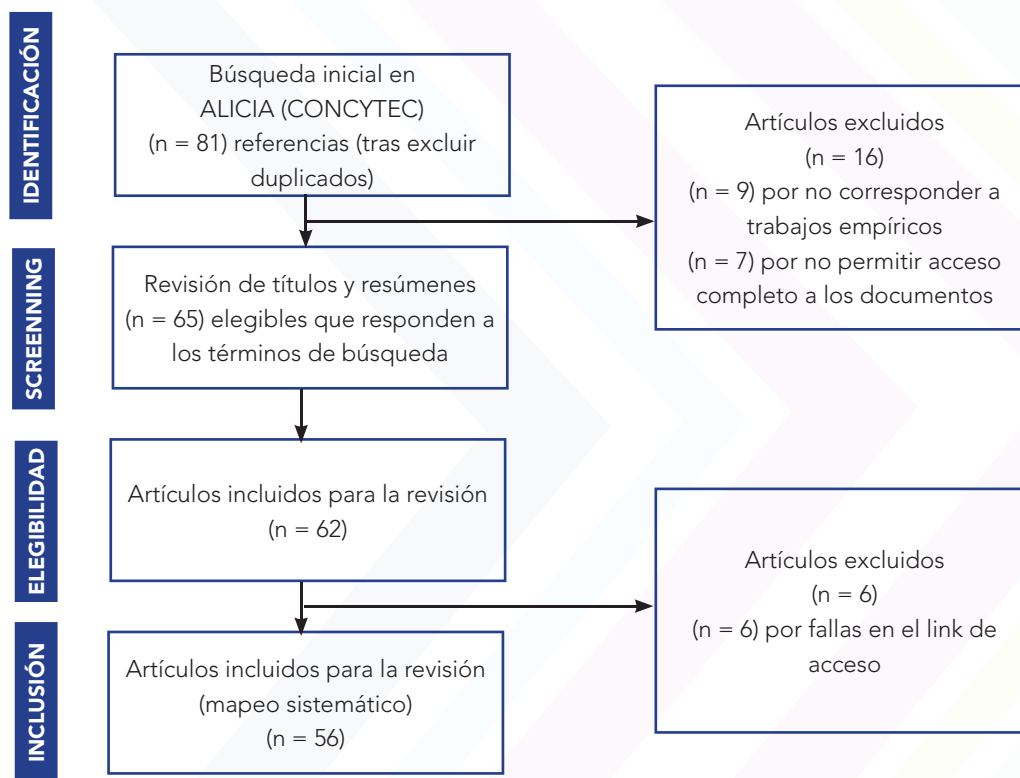 IDENTIFICACIÓN
Búsqueda inicial en
ALICIA (CONCYTEC)
(n = 81) referencias (tras excluir
duplicados)
Artículos excluidos
(n = 16)
(n = 9) por no corresponder a
trabajos empíricos
(n = 7) por no permitir acceso
completo a los documentos
SCREENNING
Revisión de títulos y resúmenes
(n = 65) elegibles que responden a
los términos de búsqueda
ELEGIBILIDAD
Artículos incluidos para la revisión
(n = 62)
Artículos excluidos
(n = 6)
(n = 6) por fallas en el link de
acceso
INCLUSIÓN
Artículos incluidos para la revisión
(mapeo sistemático)
(n = 56)